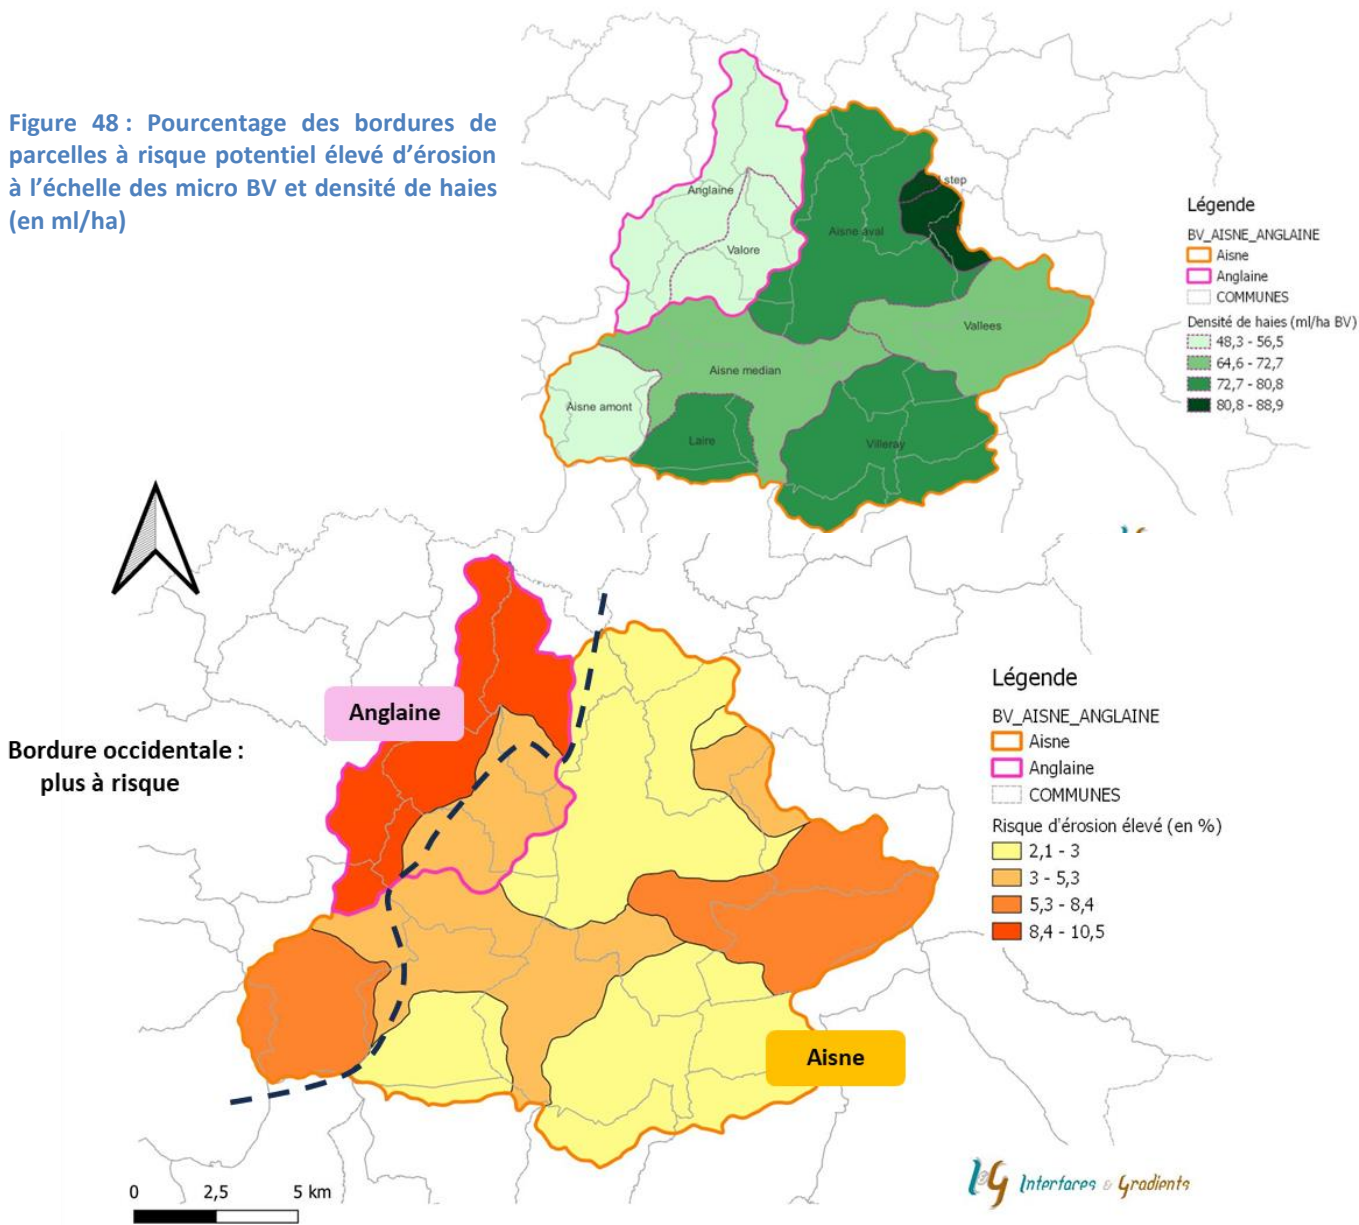 Figure 48 : Pourcentage des bordures de
parcelles à risque potentiel élevé d'érosion
à l'échelle des micro BV et densité de haies
(en ml/ha)
Anglaine
Valore
Aisne aval
step
Vallees
Aisne median
Aisne amont
Laire
Villeray
Légende
BV_AISNE_ANGLAINE
Aisne
Anglaine
COMMUNES
Densité de haies (ml/ha BV)
48,3 - 56,5
64,6 - 72,7
72,7 - 80,8
80,8 - 88,9
Anglaine
Bordure occidentale :
plus à risque
Aisne
Légende
BV_AISNE_ANGLAINE
Aisne
Anglaine
COMMUNES
Risque d'érosion élevé (en %)
2,1 - 3
3 - 5,3
5,3 - 8,4
8,4 - 10,5
0 2,5 5 km
I&G Interfaces & Gradients